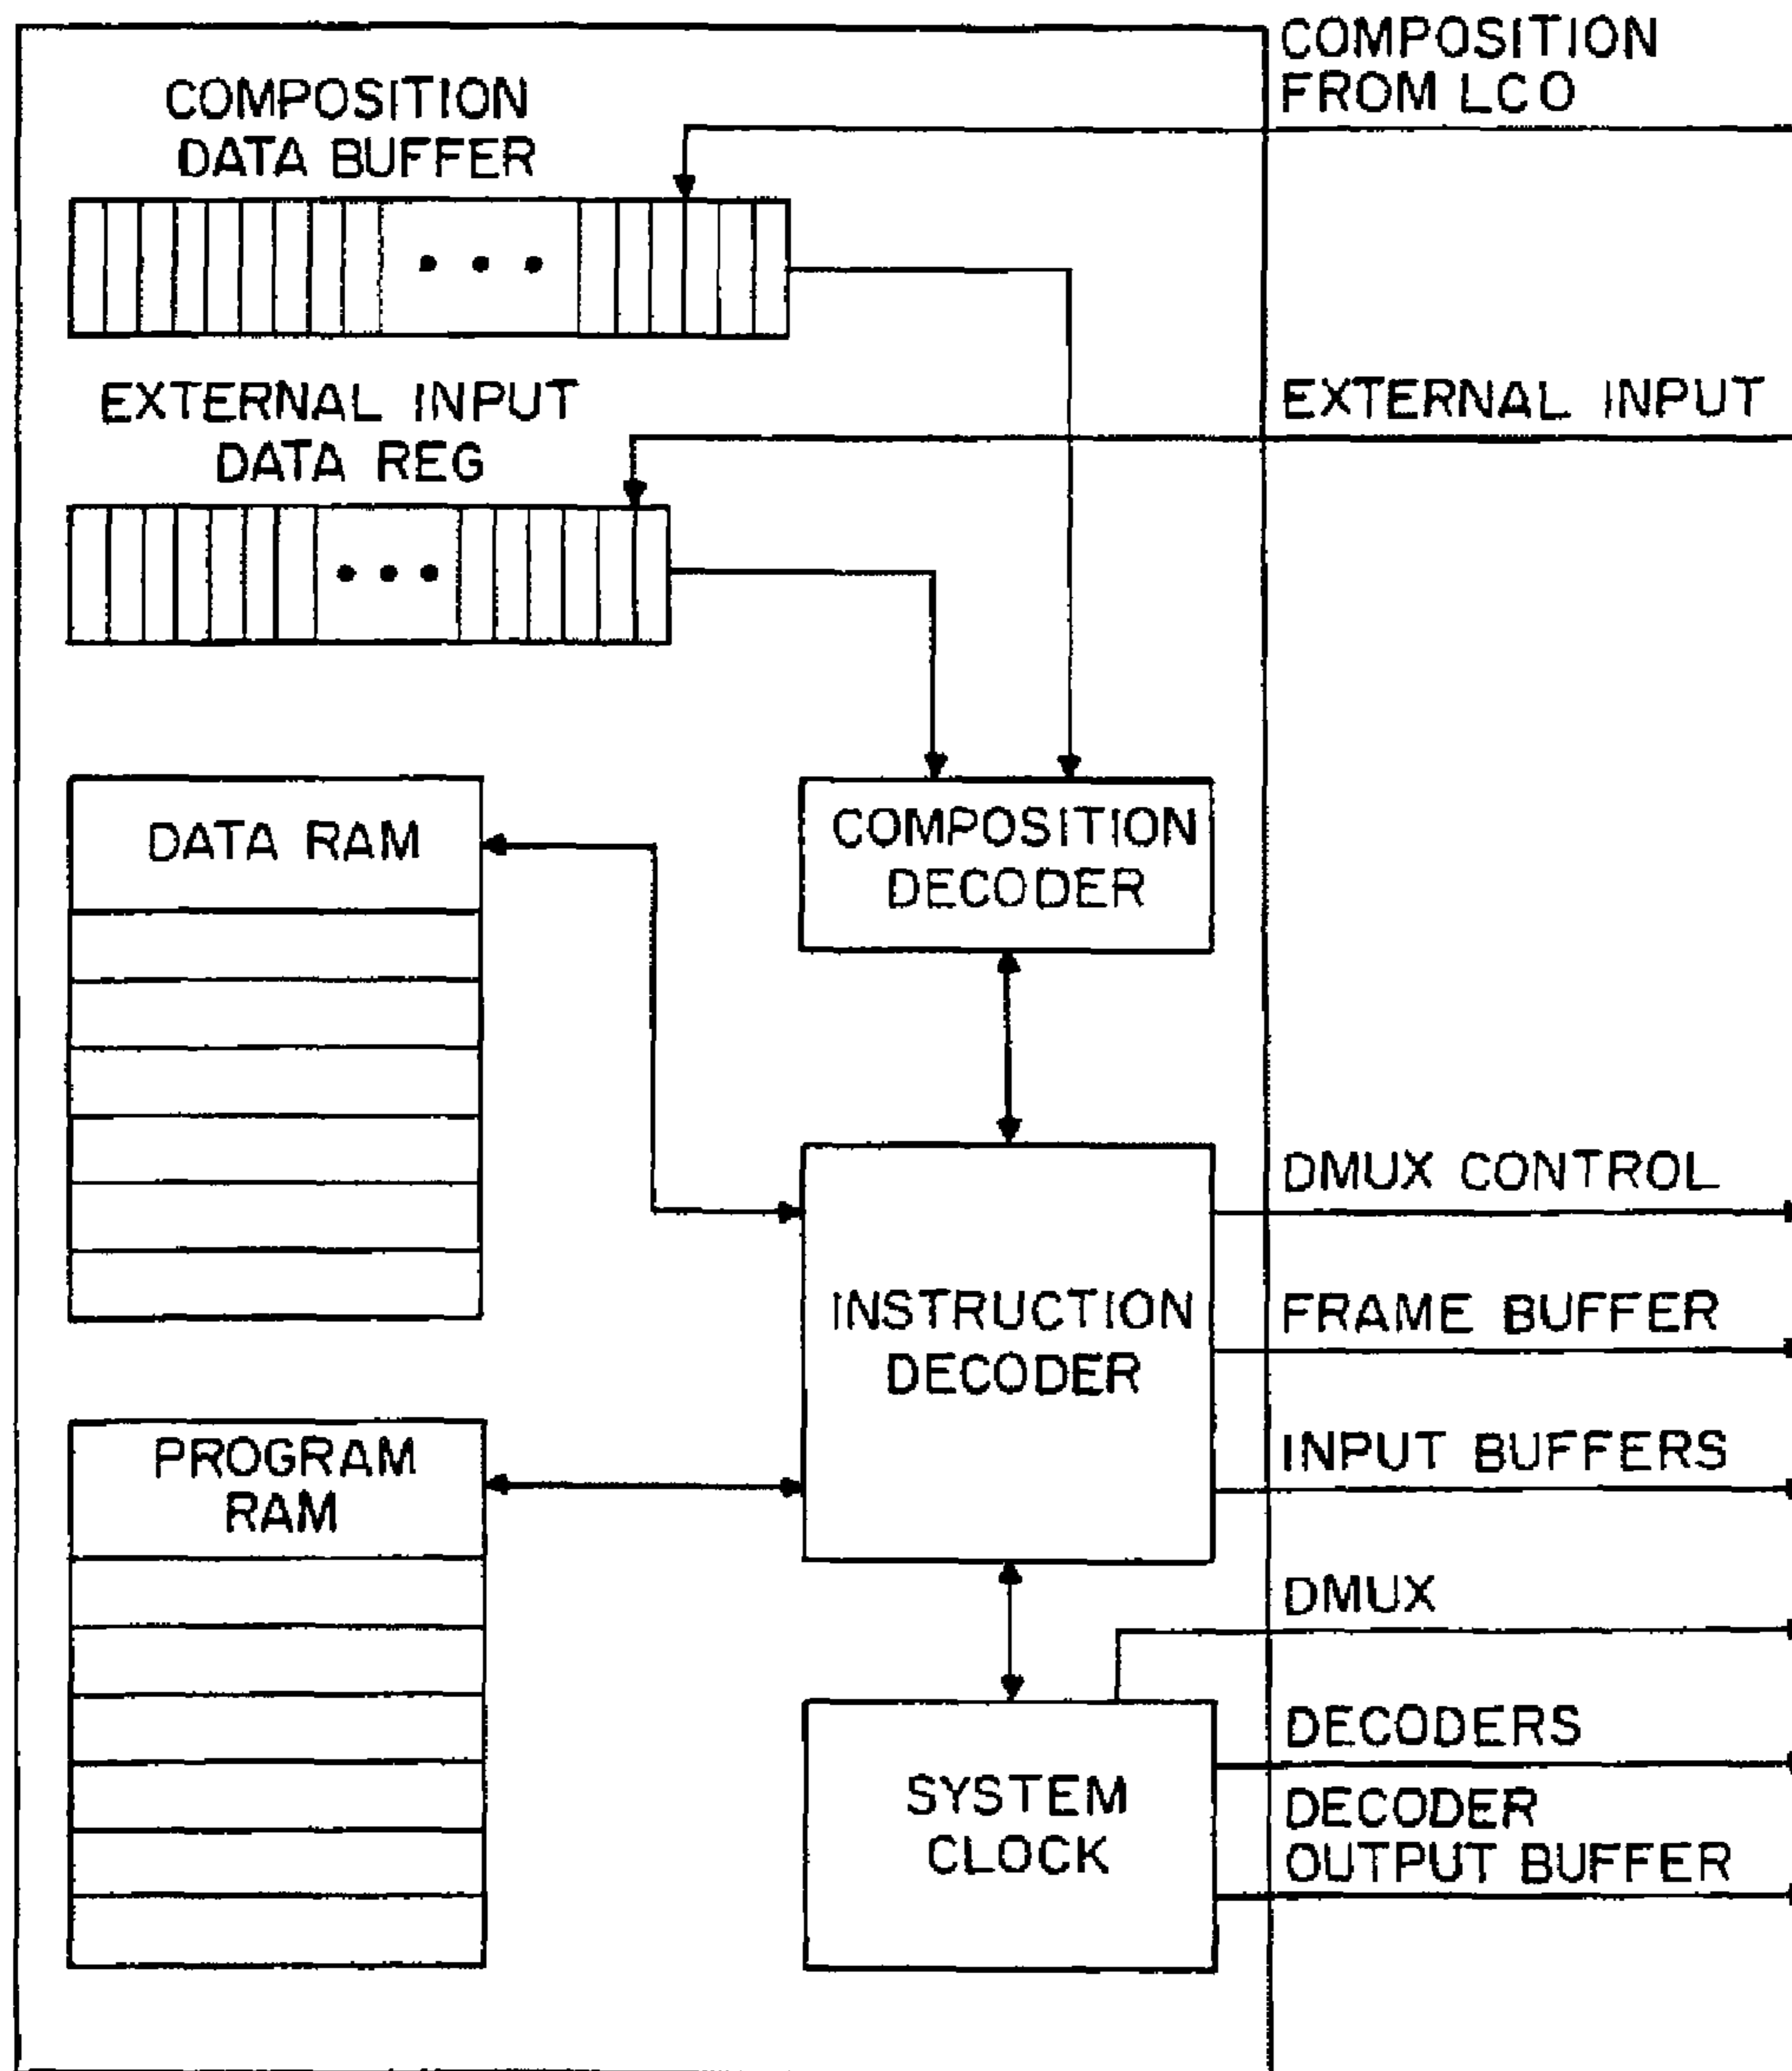 COMPOSITION
FROM LCO
COMPOSITION
DATA BUFFER
EXTERNAL INPUT
EXTERNAL INPUT
DATA REG
DATA RAM
COMPOSITION
DECODER
DMUX CONTROL
INSTRUCTION
DECODER
FRAME BUFFER
PROGRAM
RAM
INPUT BUFFERS
DMUX
SYSTEM
CLOCK
DECODERS
DECODER
OUTPUT BUFFER